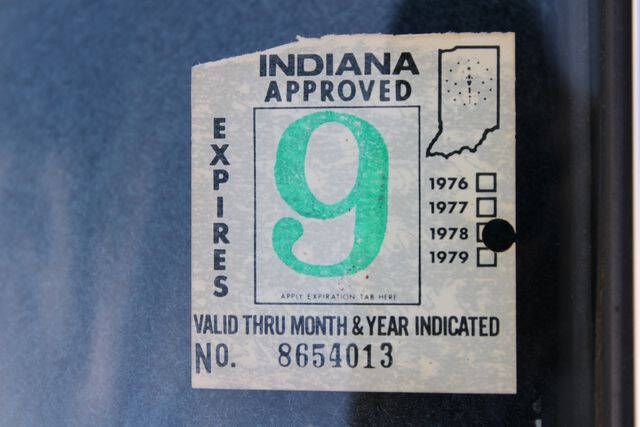 INDIANA
APPROVED
EXPIRES
9
1976
1977
1978
1979
APPLY EXPIRATION TAB HERE
VALID THRU MONTH & YEAR INDICATED
NO. 8654013